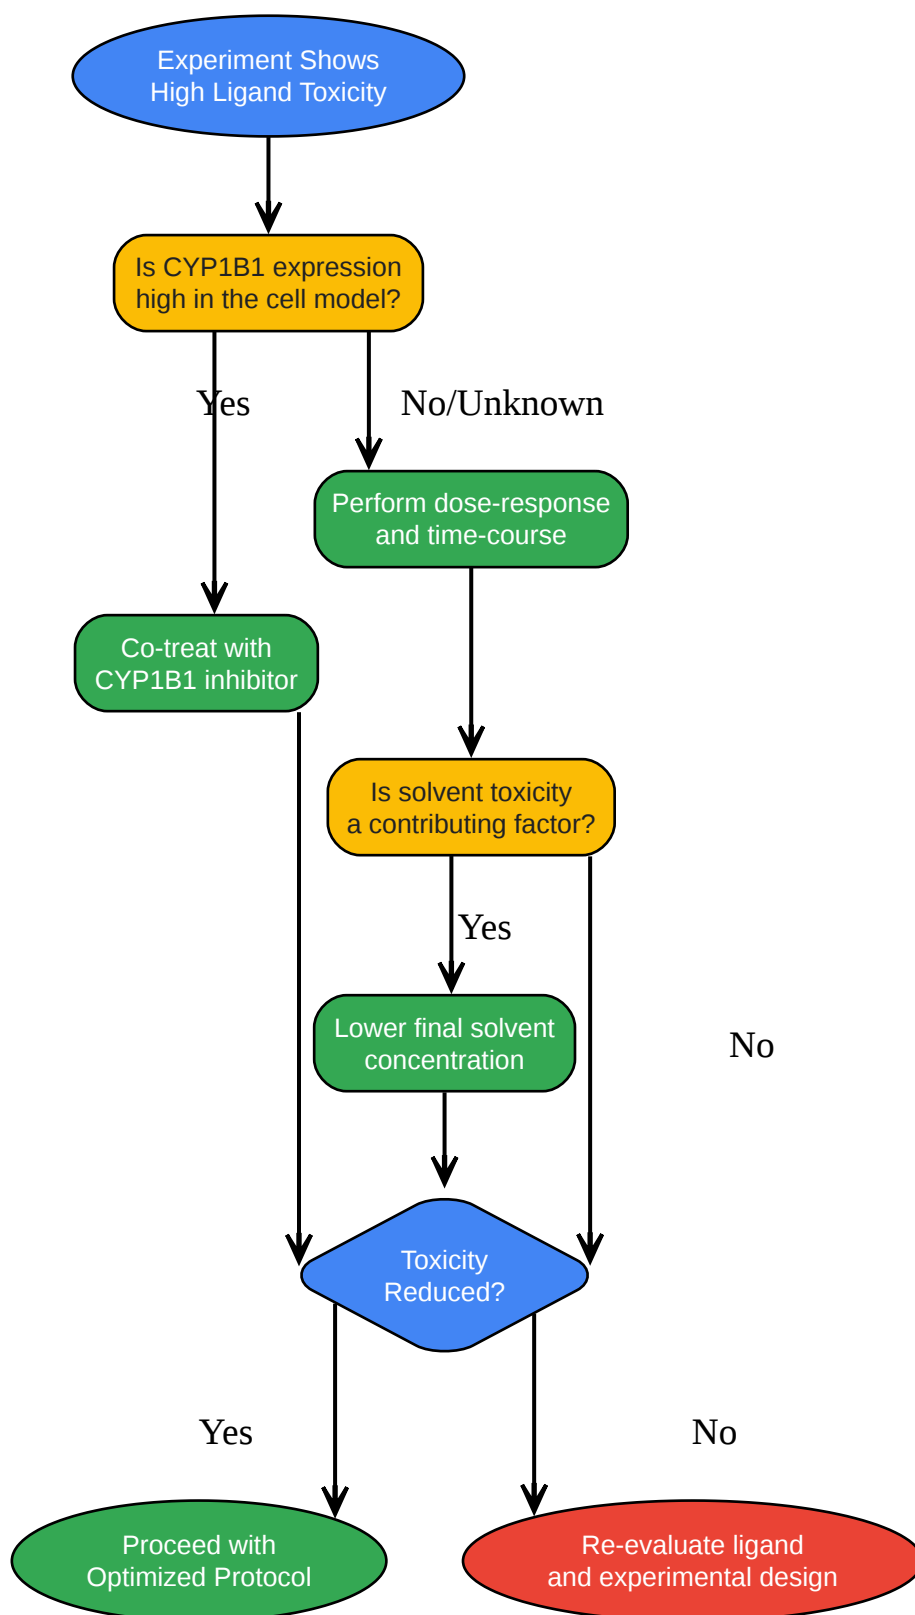 Experiment Shows
High Ligand Toxicity
Is CYP1B1 expression
high in the cell model?
Yes
No/Unknown
Perform dose-response
and time-course
Co-treat with
CYP1B1 inhibitor
Is solvent toxicity
a contributing factor?
Yes
Lower final solvent
concentration
No
Toxicity
Reduced?
Yes
No
Proceed with
Optimized Protocol
Re-evaluate ligand
and experimental design